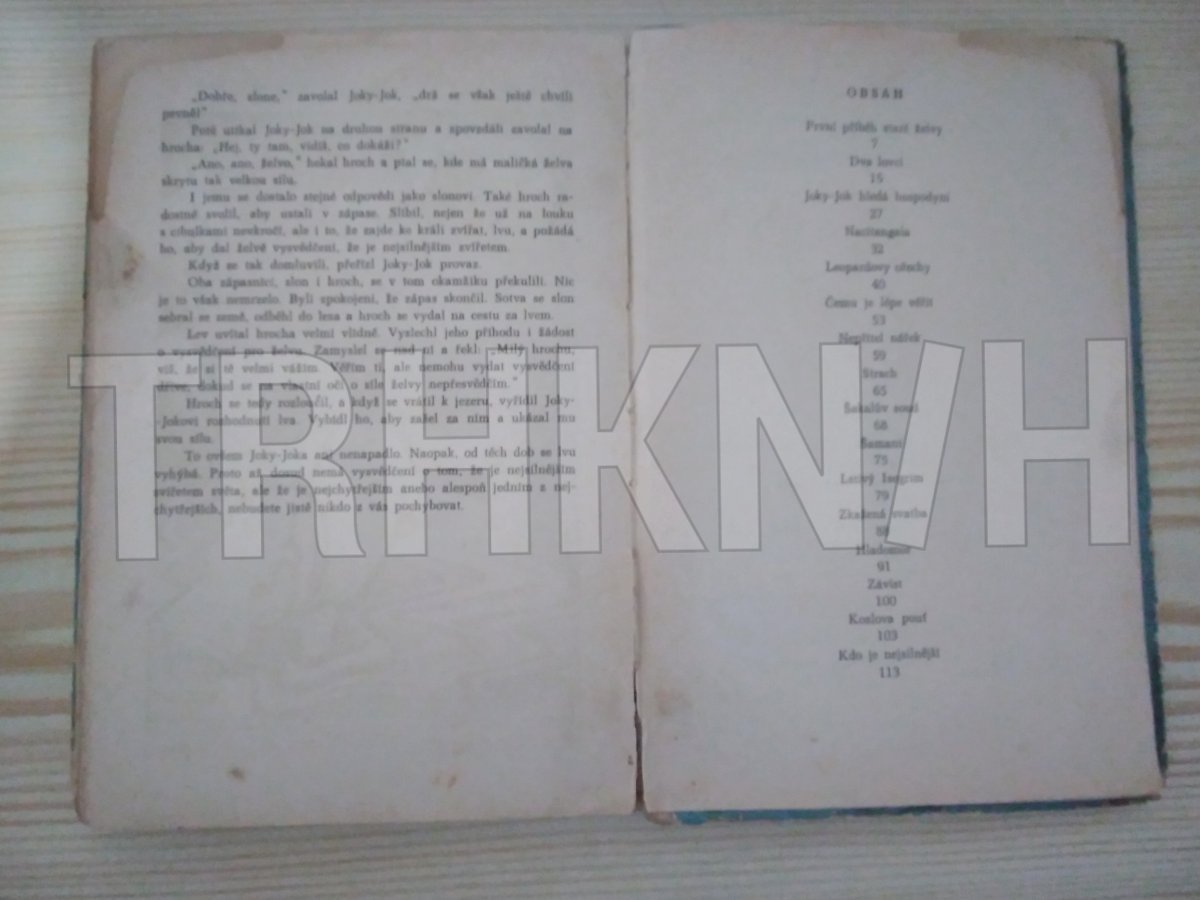 „Dobře, slone,“ zavolal Joky-Jok, „drž se však ještě chvíli
pevně!“
Poté utíkal Joky-Jok na druhou stranu a zpovzdálí zavolal na
hrocha: „Hej, ty tam, vidíš, co dokáži?“
„Ano, ano, želvo,“ hekal hroch a ptal se, kde má maličká želva
skrytu tak velkou sílu.
I jemu se dostalo stejné odpovědi jako slonovi. Také hroch ra-
dostně svolil, aby ustali v zápase. Slíbil, nejen že už na louku
s cibulkami nevkročí, ale i to, že zajde ke králi zvířat, lvu, a požádá
ho, aby dal želvě vysvědčení, že je nejsilnějším zvířetem.
Když se tak domluvili, přeřízl Joky-Jok provaz.
Oba zápasníci, slon i hroch, se v tom okamžiku překulili. Nic
je to však nemrzelo. Byli spokojeni, že zápas skončil. Sotva se slon
sebral se země, odběhl do lesa a hroch se vydal na cestu za lvem.
Lev uvítal hrocha velmi vlídně. Vyslechl jeho příhodu i žádost
o vysvědčení pro želvu. Zamyslel se nad ní a řekl: „Milý hrochu,
víš, že si tě velmi vážím. Věřím ti, ale nemohu vydat vysvědčení
dříve, dokud se na vlastní oči o síle želvy nepřesvědčím.“
Hroch se tedy rozloučil, a když se vrátil k jezeru, vyřídil Joky-
-Jokovi rozhodnutí lva. Vybídl ho, aby zašel za ním a ukázal mu
svou sílu.
To ovšem Joky-Joka ani nenapadlo. Naopak, od těch dob se lvu
vyhýbá. Proto až dosud nemá vysvědčení o tom, že je nejsilnějším
zvířetem světa, ale že je nejchytřejším anebo alespoň jedním z nej-
chytřejších, nebudete jistě nikdo z vás pochybovat.
OBSAH
První příběh staré želvy
7
Dva lovci
15
Joky-Jok hledá hospodyni
27
32
Leopardovy
40
Čemu je lépe věřit
53
Nepřítel nářek
59
Strach
65
Šakalův soud
68
Šamani
75
Lenivý
79
Zkažená svatba
88
Hladomor
91
Závist
100
Kozlova pouť
103
Kdo je nejsilnější
113
TRHKNIH